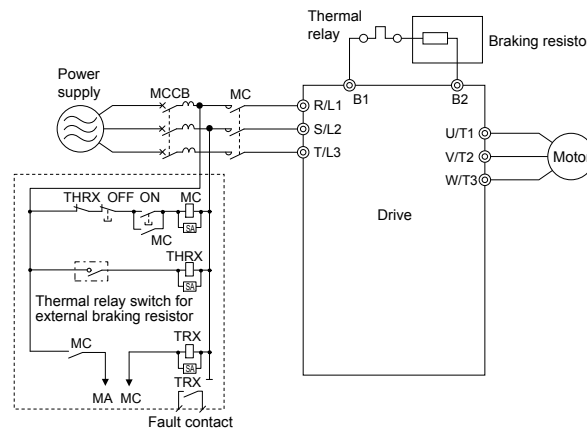 Thermal
relay
Braking resisto
Power
supply
MCCB
MC
B1
B2
R/L1
S/L2
T/L3
U/T1
V/T2
W/T3
Motor
Drive
THRX
OFF
ON
MC
SA
MC
THRX
SA
Thermal relay switch for
external braking resistor
MC
TRX
SA
MA
MC
TRX
Fault contact